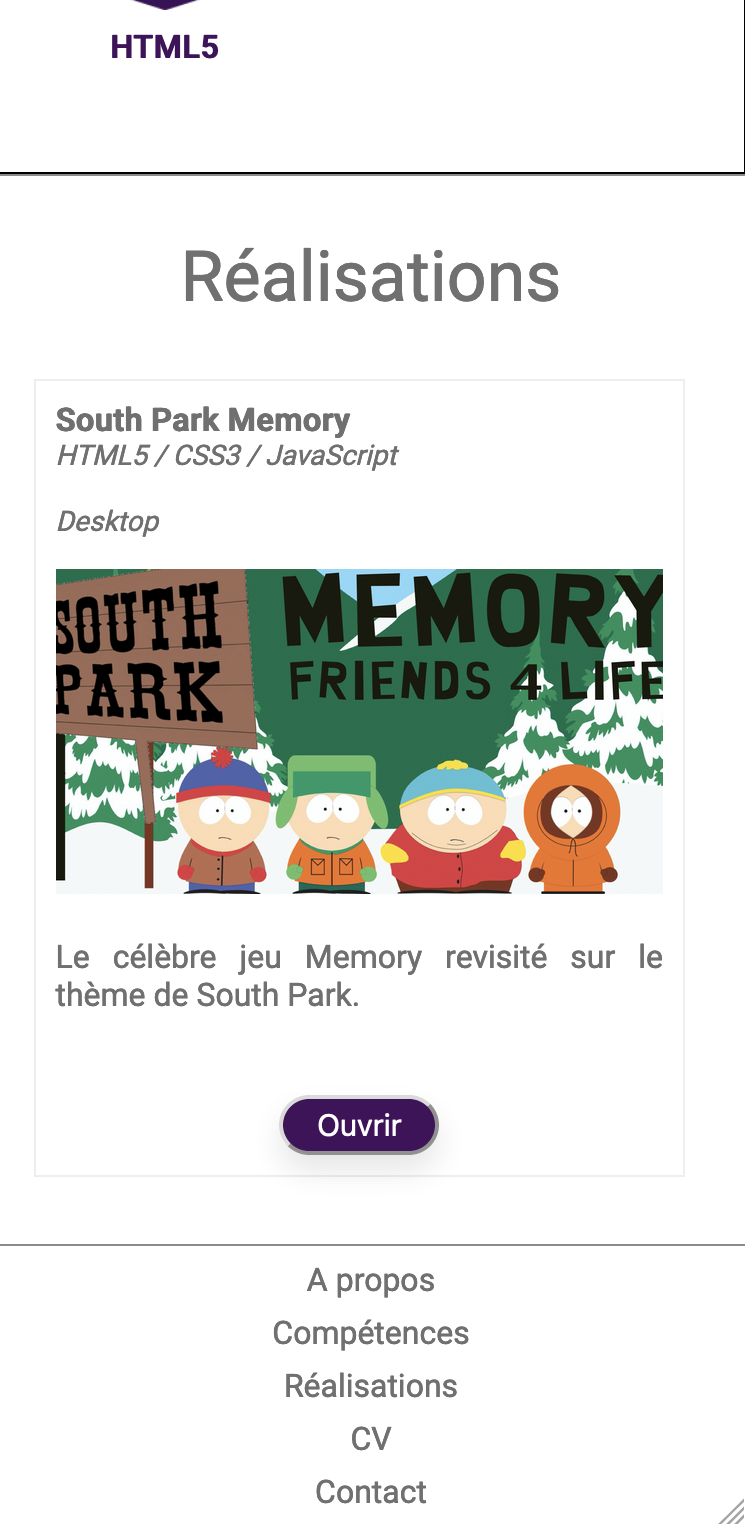 HTML5
Réalisations
South Park Memory
HTML5 / CSS3 / JavaScript
Desktop
SOUTH
PARK
MEMORY
FRIENDS 4 LIFE
Le célèbre jeu Memory revisité sur le
thème de South Park.
Ouvrir
A propos
Compétences
Réalisations
CV
Contact